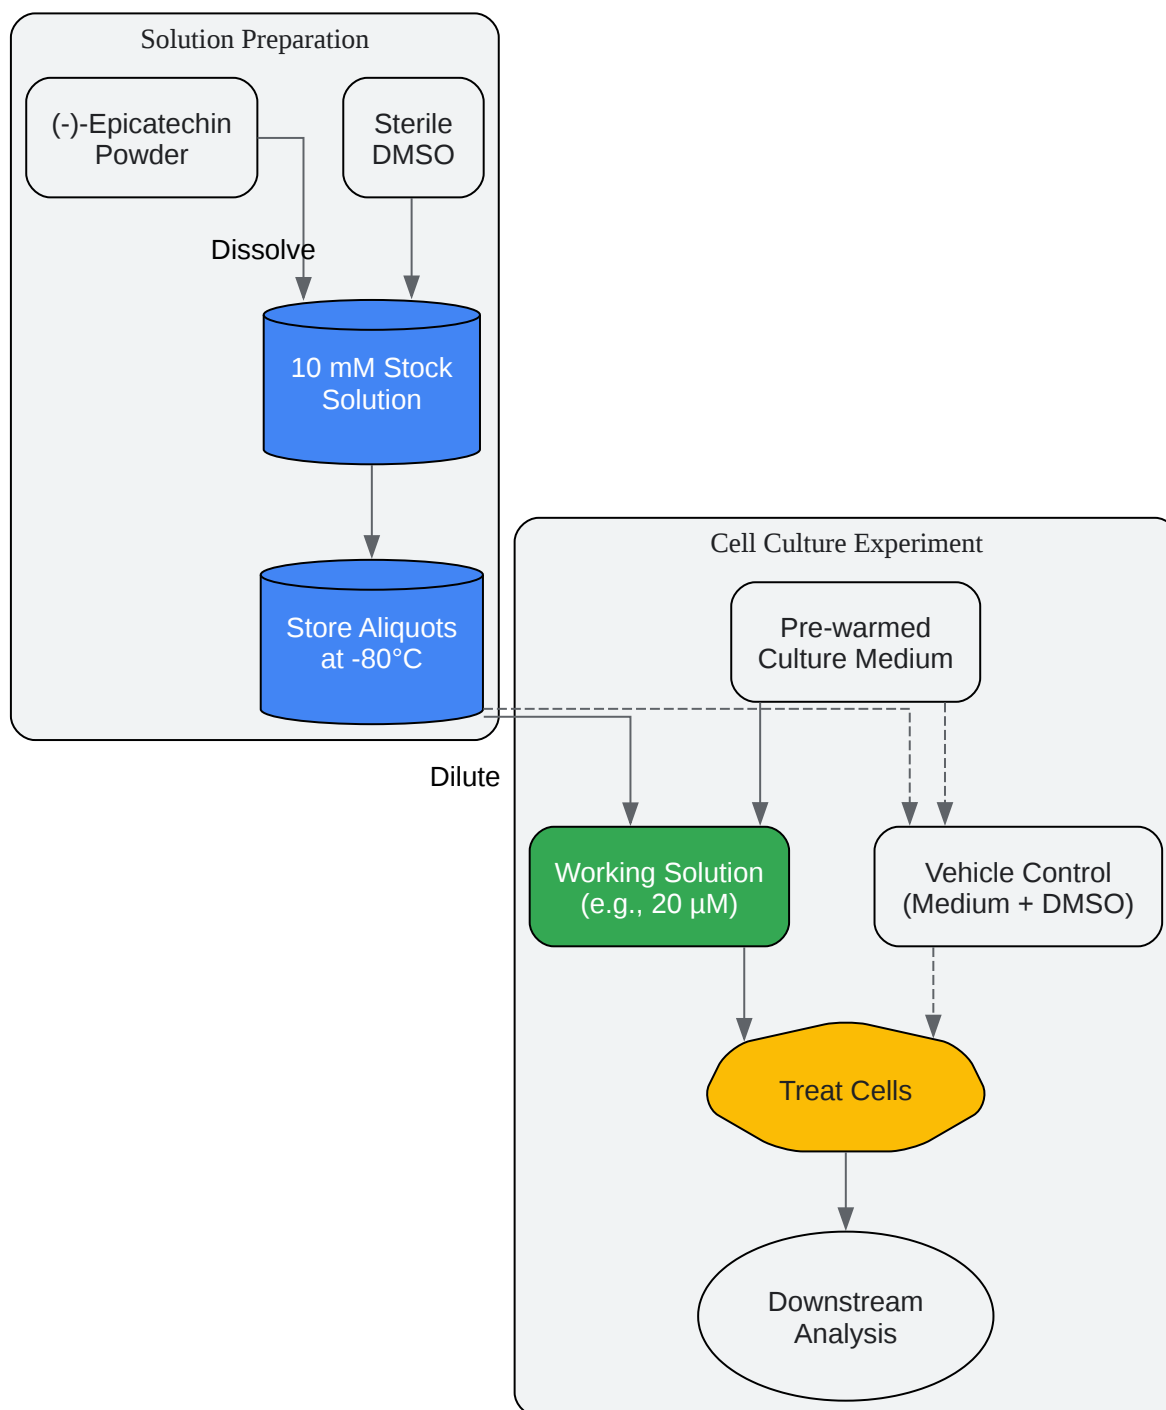 Solution Preparation
(-)-Epicatechin
Powder
Sterile
DMSO
Dissolve
10 mM Stock
Solution
Store Aliquots
at -80°C
Dilute
Cell Culture Experiment
Pre-warmed
Culture Medium
Working Solution
(e.g., 20 µM)
Vehicle Control
(Medium + DMSO)
Treat Cells
Downstream
Analysis